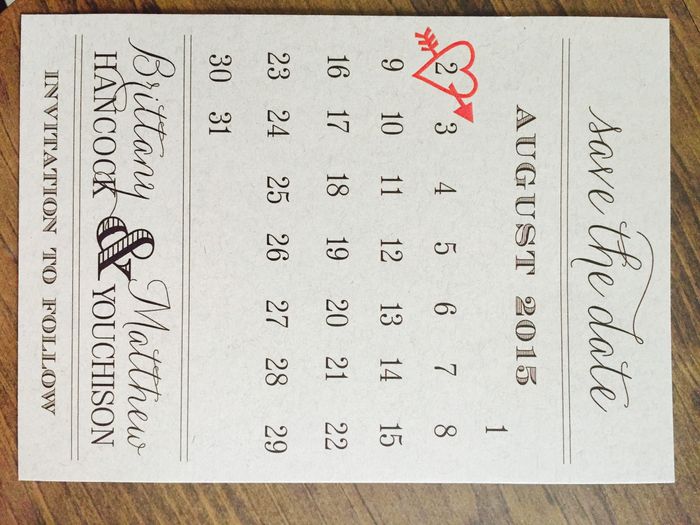 save the date
AUGUST 2015
1
2 3 4 5 6 7 8
9 10 11 12 13 14 15
16 17 18 19 20 21 22
23 24 25 26 27 28 29
30 31
Brittany Matthew
HANCOCK & YOUCHISON
INVITATION TO FOLLOW